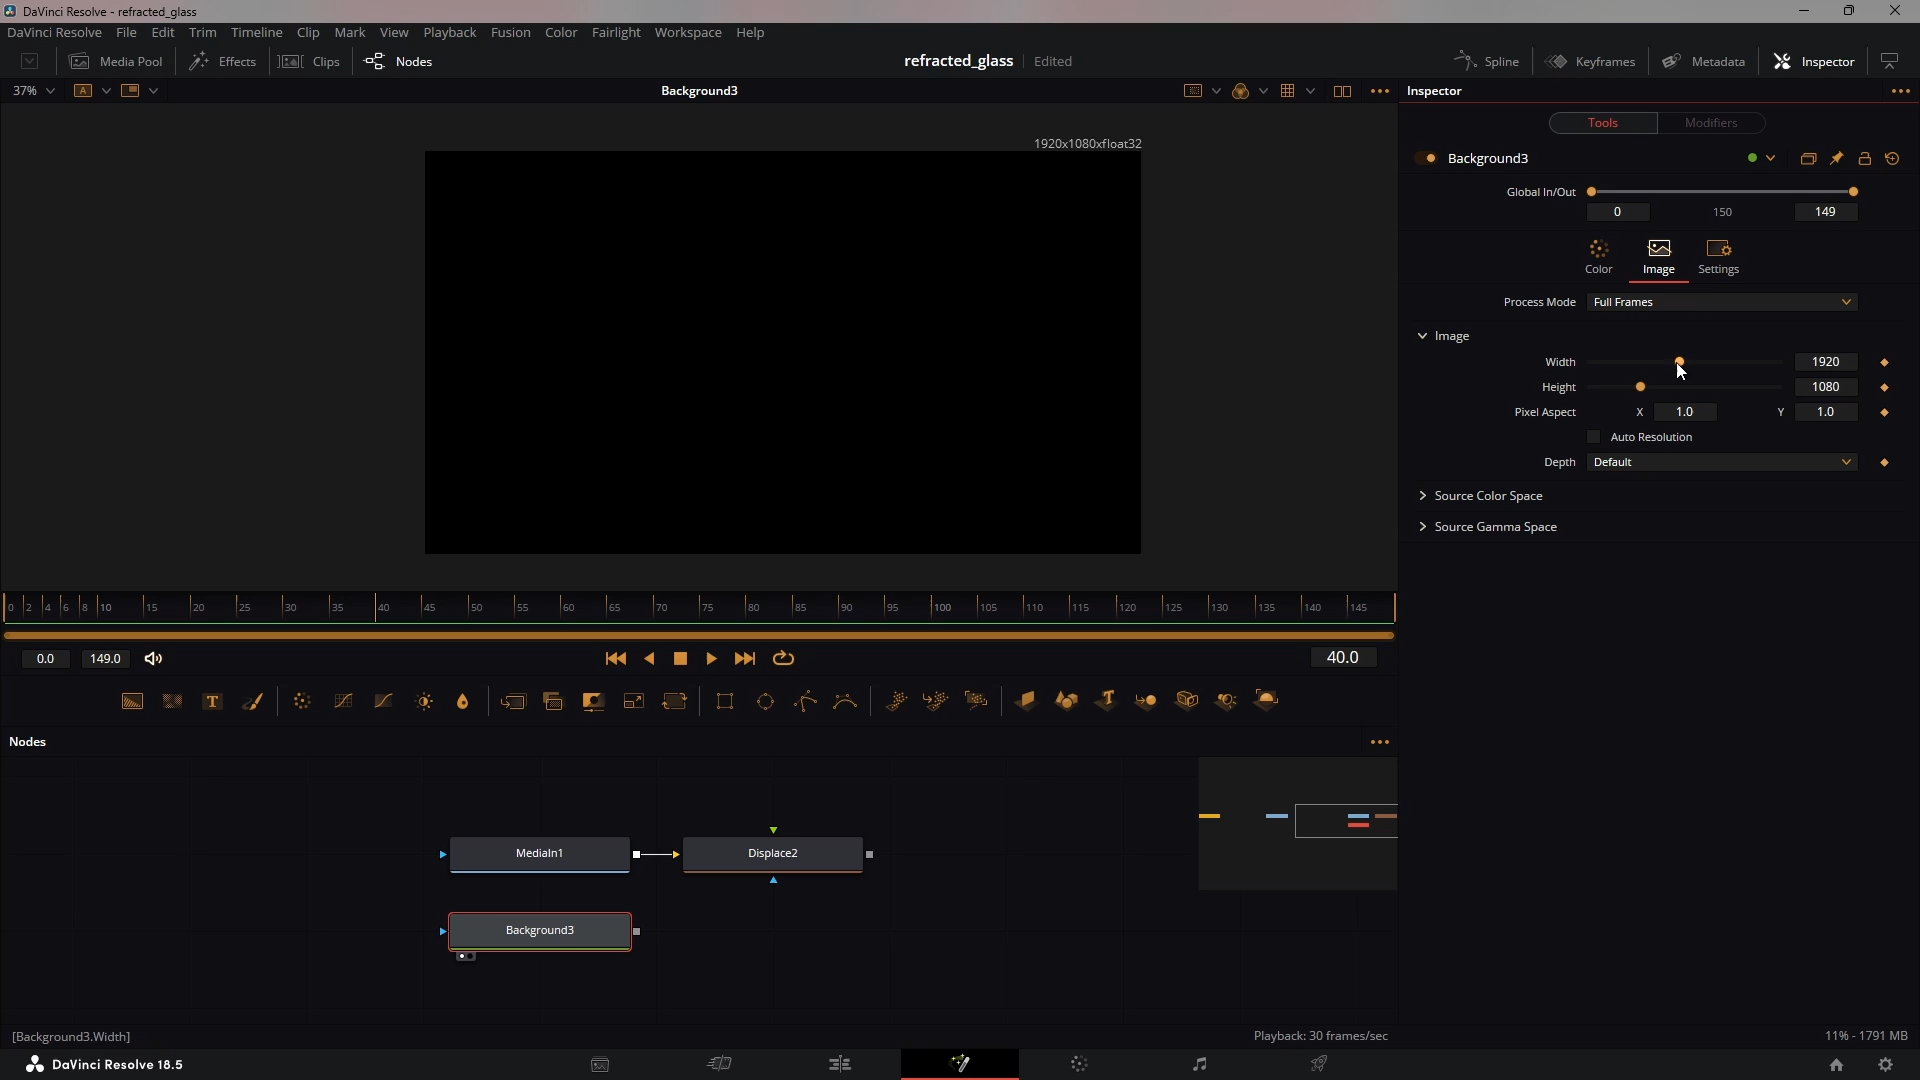 DaVinci Resolve - refracted_glass
DaVinci Resolve File Edit Trim Timeline Clip Mark View Playback Fusion Color Fairlight Workspace Help
Media Pool Effects Clips Nodes refracted_glass Edited Spline Keyframes Metadata Inspector
37% A Background3 Inspector
Tools Modifiers
1920x1080xfloat32
Background3
Global In/Out
0 150 149
Color Image Settings
Process Mode Full Frames
Image
Width 1920
Height 1080
Pixel Aspect X 1.0 Y 1.0
Auto Resolution
Depth Default
Source Color Space
Source Gamma Space
0 2 4 6 8 10 15 20 25 30 35 40 45 50 55 60 65 70 75 80 85 90 95 100 105 110 115 120 125 130 135 140 145
0.0 149.0 40.0
T T
Nodes
MediaIn1 Displace2
Background3
[Background3.Width] Playback: 30 frames/sec 11% - 1791 MB
DaVinci Resolve 18.5